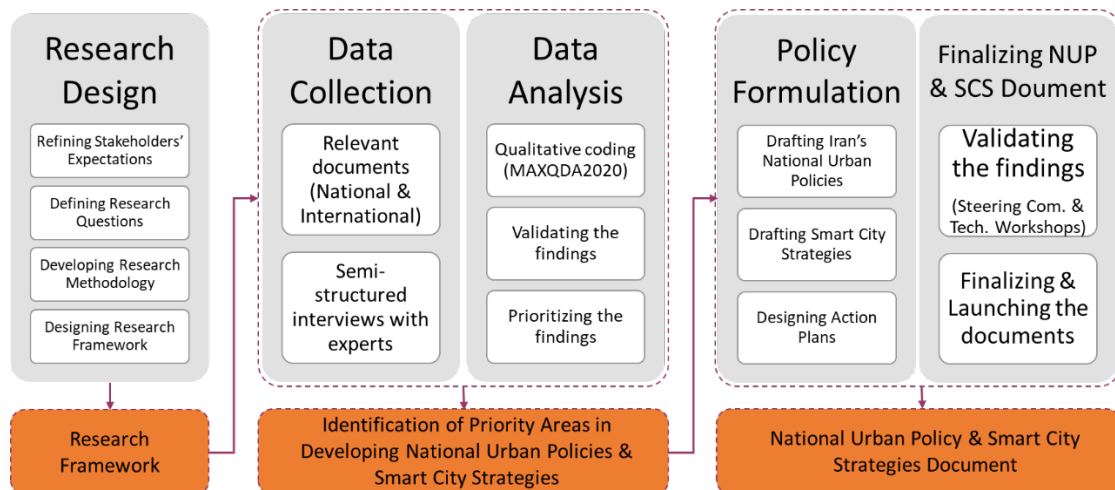 Research
Design
Refining Stakeholders'
Expectations
Defining Research
Questions
Developing Research
Methodology
Designing Research
Framework
Data
Collection
Relevant
documents
(National &
International)
Semi-
structured
interviews with
experts
Data
Analysis
Qualitative coding
(MAXQDA2020)
Validating the
findings
Prioritizing the
findings
Policy
Formulation
Drafting Iran's
National Urban
Policies
Drafting Smart City
Strategies
Designing Action
Plans
Finalizing NUP
& SCS Doument
Validating
the findings
(Steering Com. &
Tech. Workshops)
Finalizing &
Launching the
documents
Research
Framework
Identification of Priority Areas in
Developing National Urban Policies &
Smart City Strategies
National Urban Policy & Smart City
Strategies Document